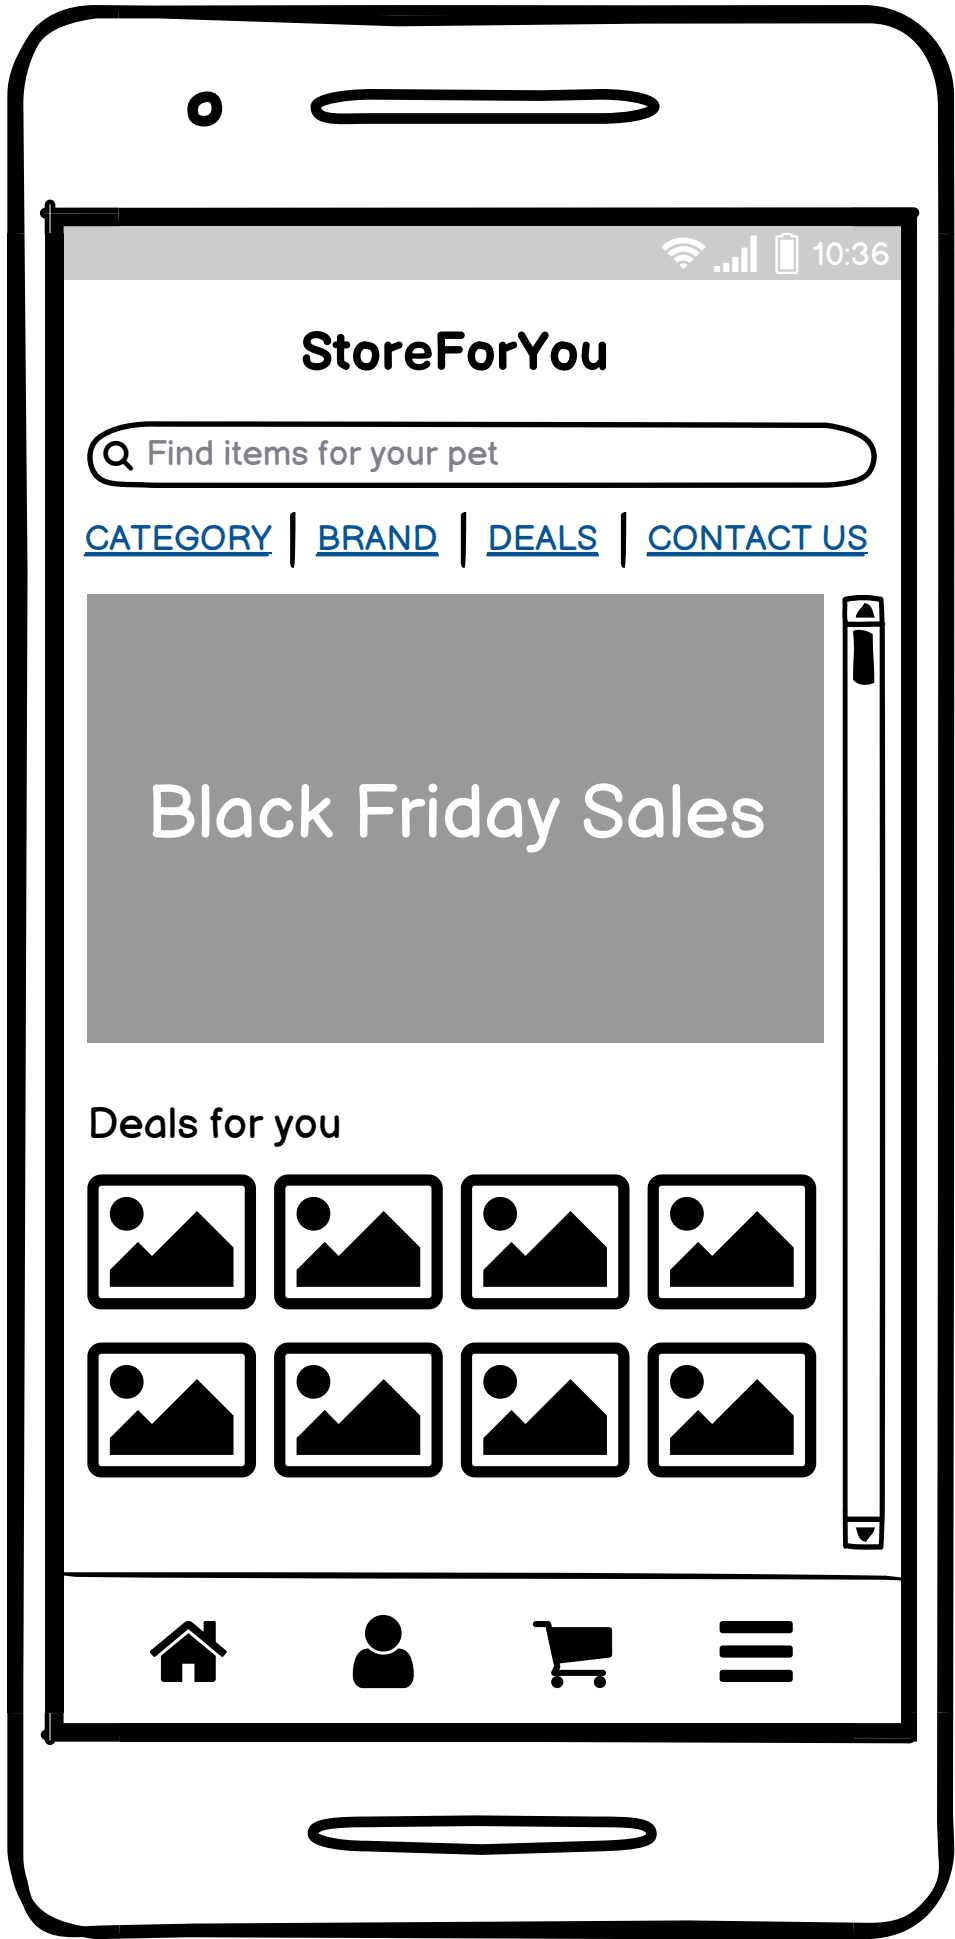 10:36
StoreForYou
Find items for your pet
CATEGORY | BRAND | DEALS | CONTACT US
Black Friday Sales
Deals for you